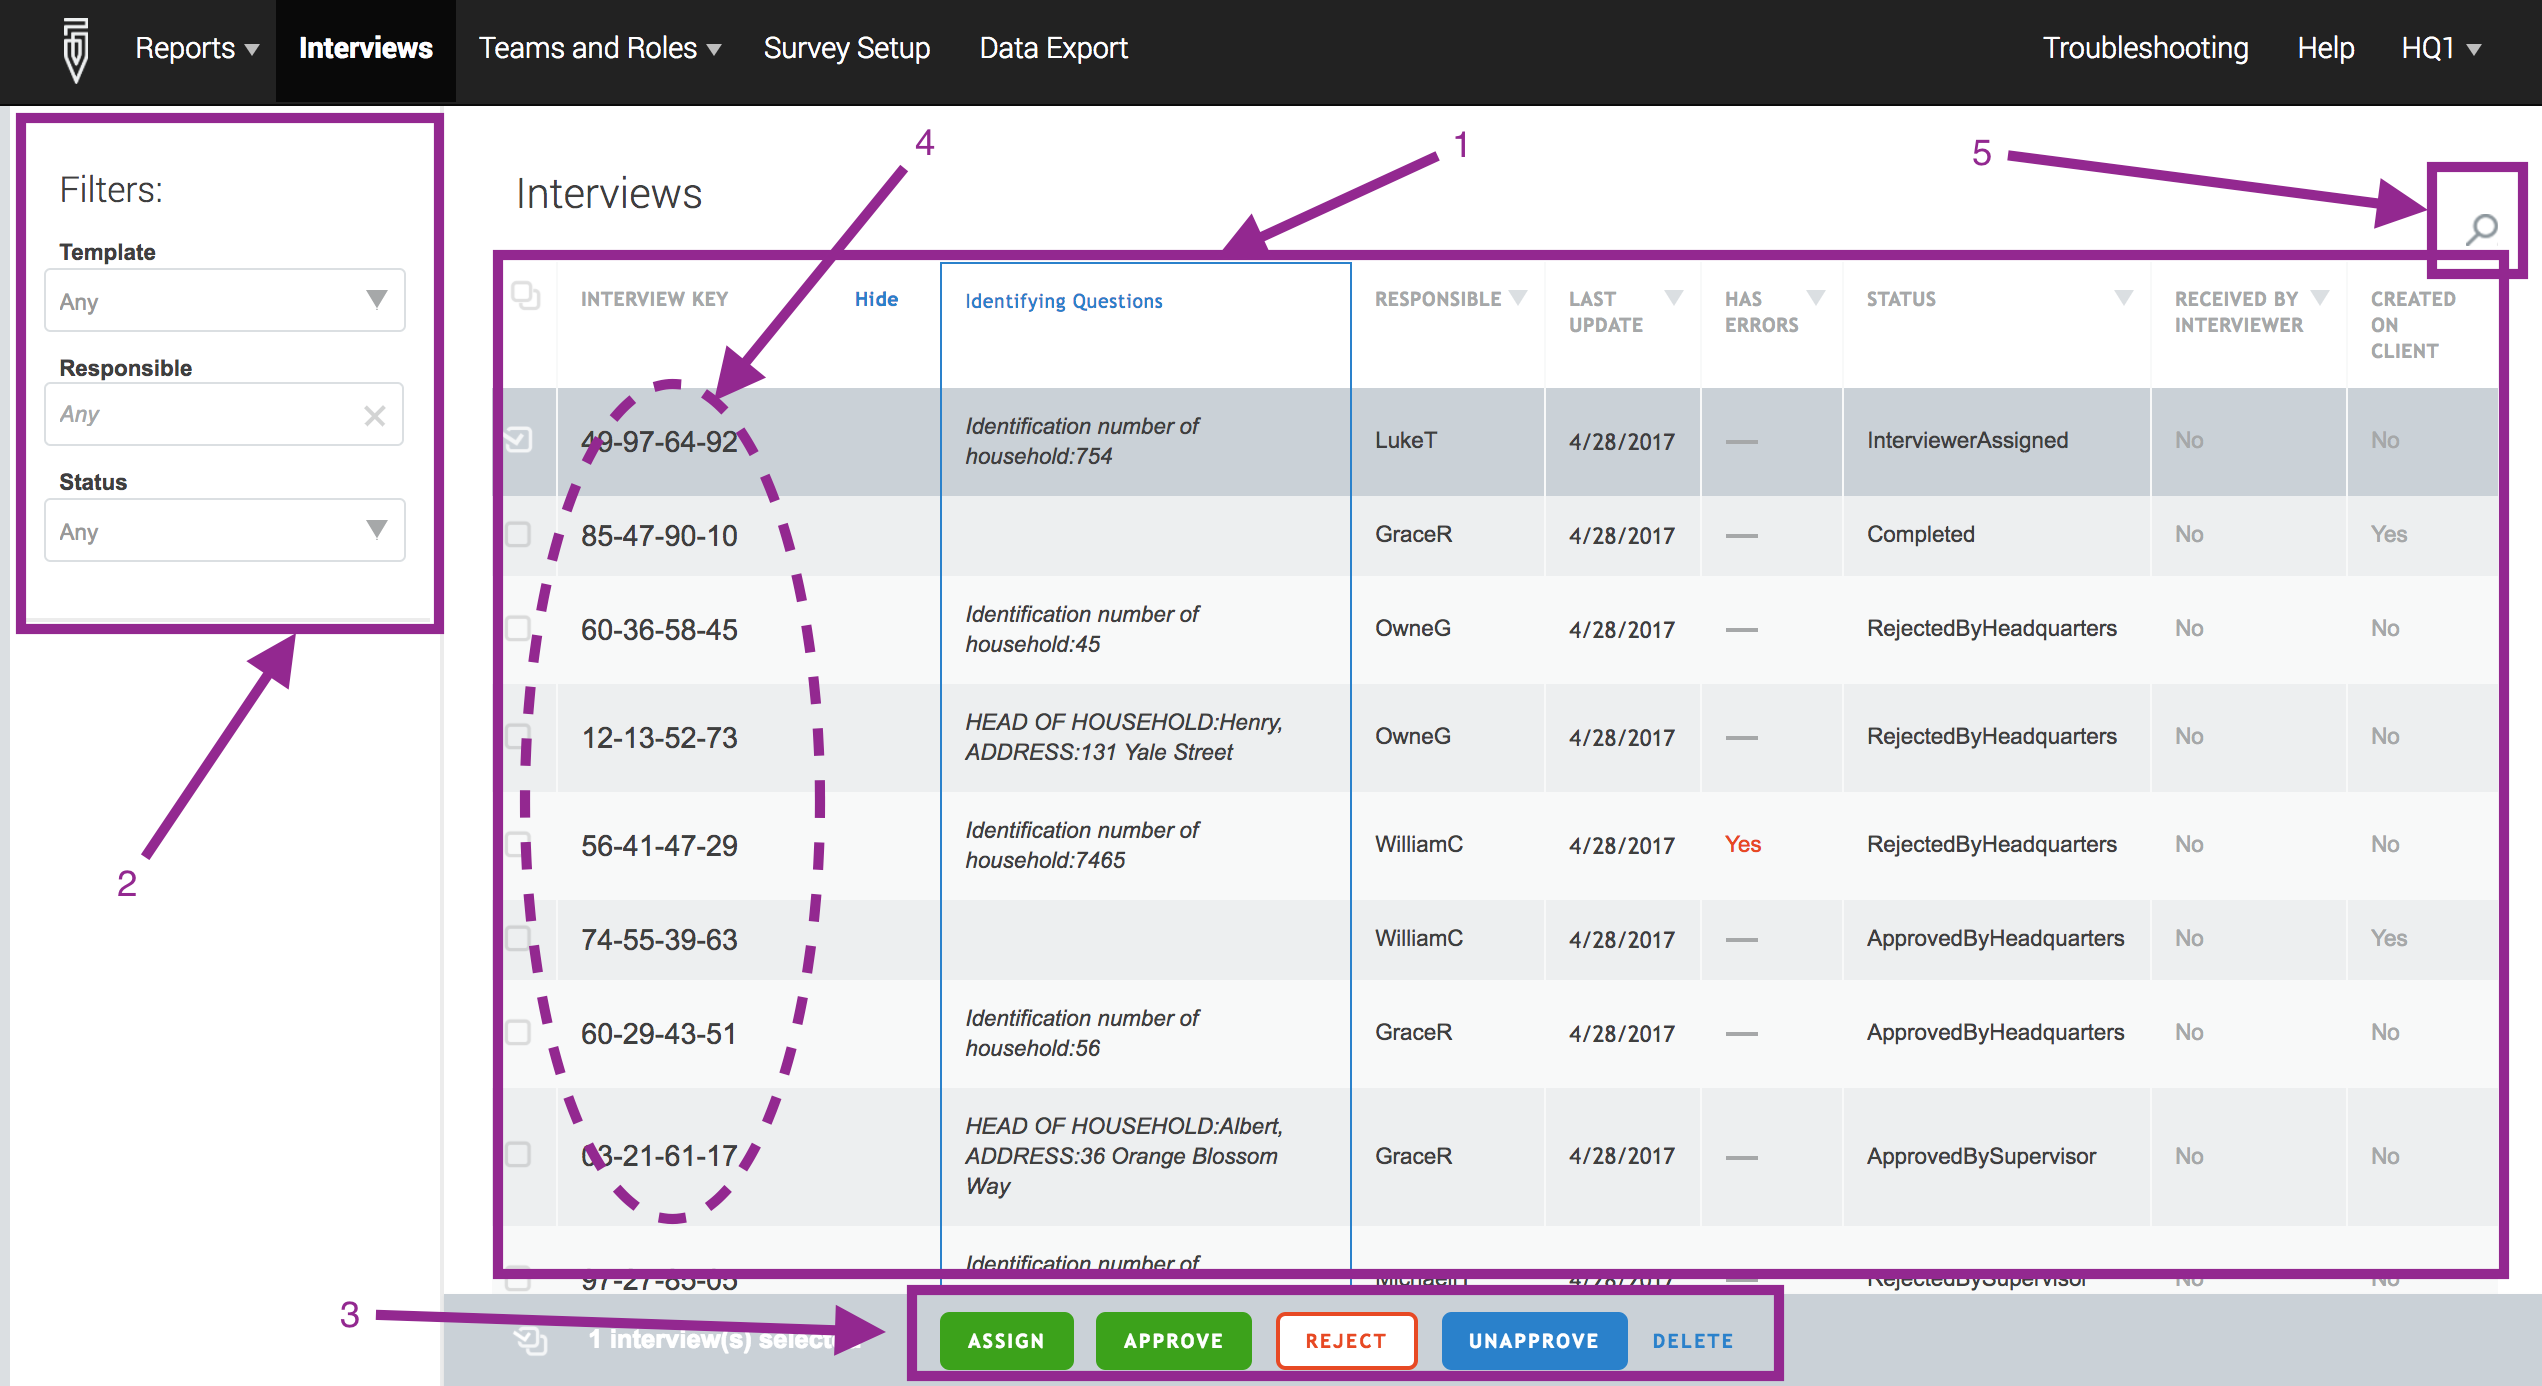 Reports Interviews Teams and Roles Survey Setup Data Export Troubleshooting Help HQ1
4 1 5
Filters:
Template
Any
Responsible
Any
Status
Any
2
Interviews
INTERVIEW KEY Hide Identifying Questions RESPONSIBLE LAST UPDATE HAS ERRORS STATUS RECEIVED BY INTERVIEWER CREATED ON CLIENT
49-97-64-92 Identification number of household:754 LukeT 4/28/2017 — InterviewerAssigned No No
85-47-90-10 GraceR 4/28/2017 — Completed No Yes
60-36-58-45 Identification number of household:45 OwneG 4/28/2017 — RejectedByHeadquarters No No
12-13-52-73 HEAD OF HOUSEHOLD:Henry, ADDRESS:131 Yale Street OwneG 4/28/2017 — RejectedByHeadquarters No No
56-41-47-29 Identification number of household:7465 WilliamC 4/28/2017 Yes RejectedByHeadquarters No No
74-55-39-63 WilliamC 4/28/2017 — ApprovedByHeadquarters No Yes
60-29-43-51 Identification number of household:56 GraceR 4/28/2017 — ApprovedByHeadquarters No No
03-21-61-17 HEAD OF HOUSEHOLD:Albert, ADDRESS:36 Orange Blossom Way GraceR 4/28/2017 — ApprovedBySupervisor No No
97-27-85-05 Identification number of 4/28/2017 — RejectedBySupervisor No No
3
1 interview(s) ASSIGN APPROVE REJECT UNAPPROVE DELETE